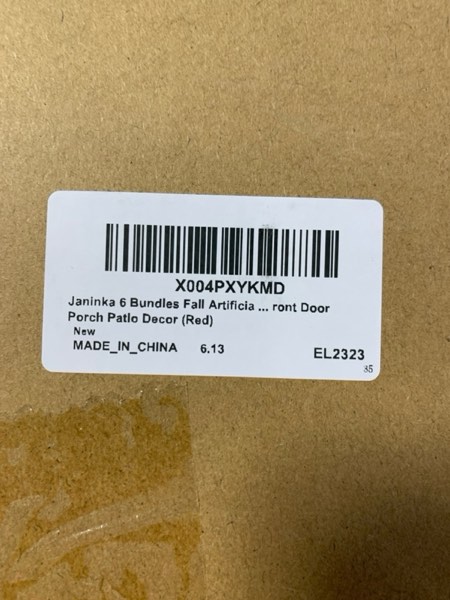 X004PXYKMD
Janinka 6 Bundles Fall Artificia ... ront Door
Porch Patio Decor (Red)
New
MADE_IN_CHINA 6.13
EL2323
85